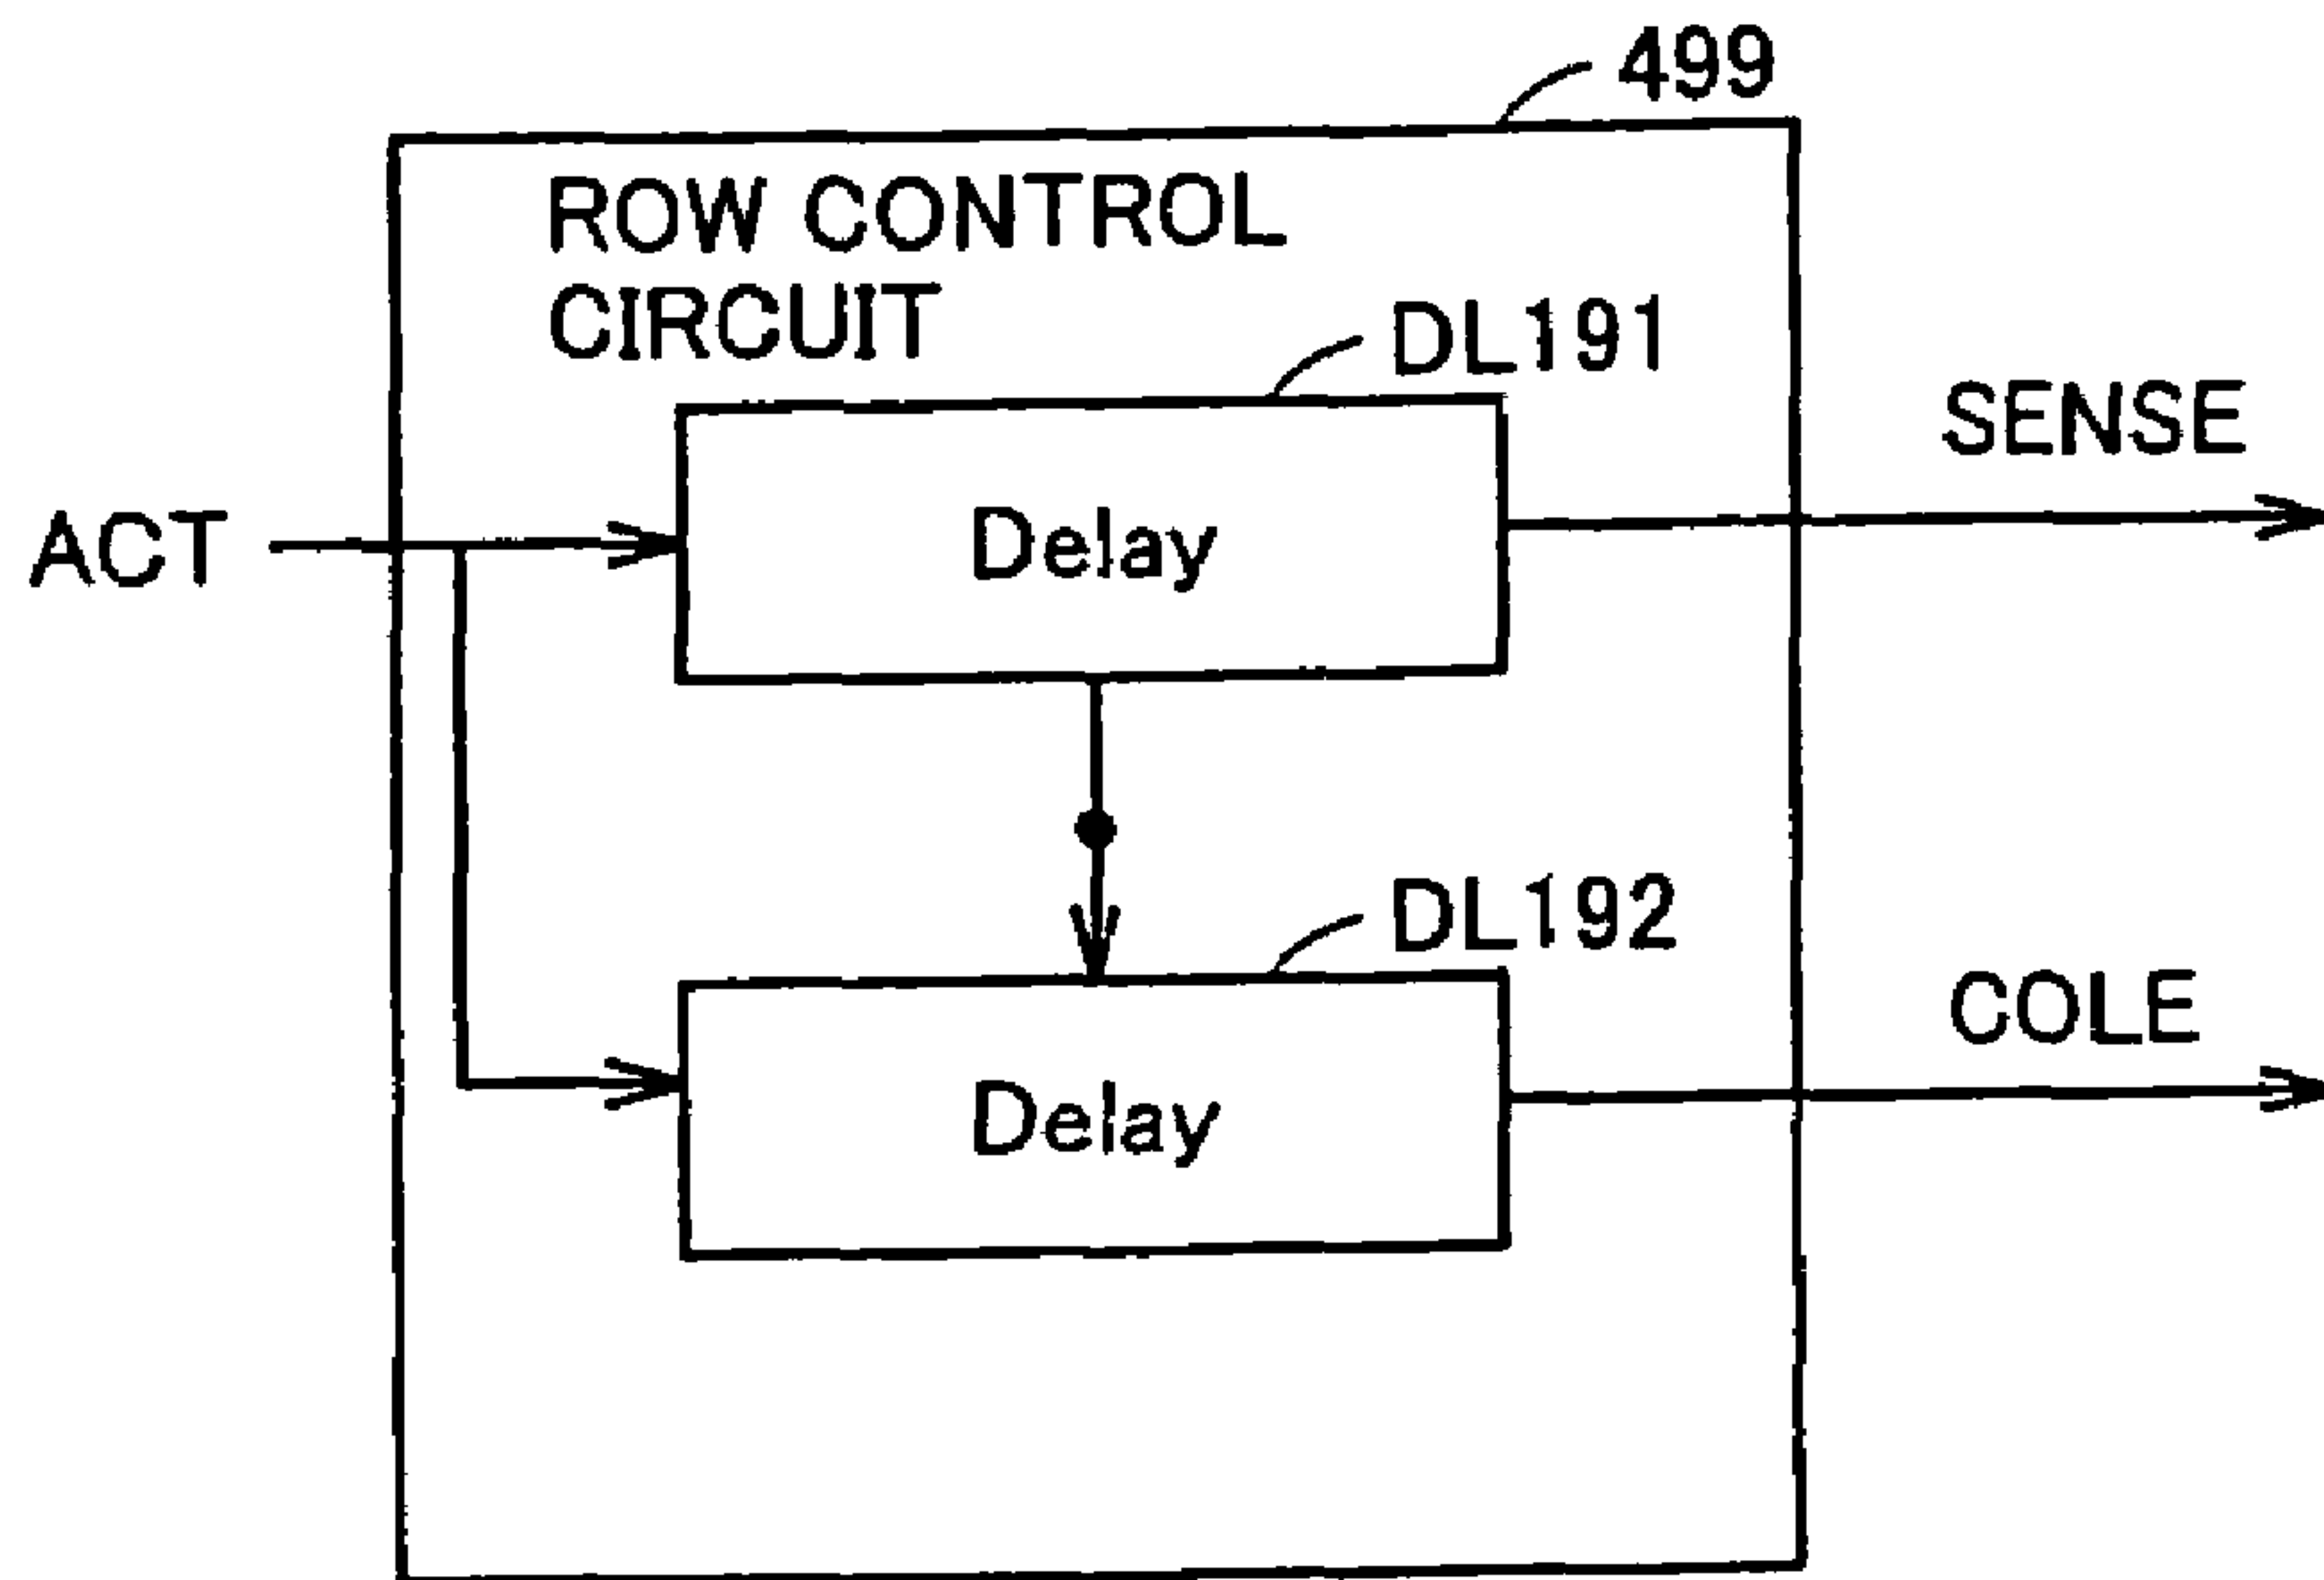 499
ROW CONTROL
CIRCUIT
DL191
SENSE
ACT
Delay
DL192
COLE
Delay